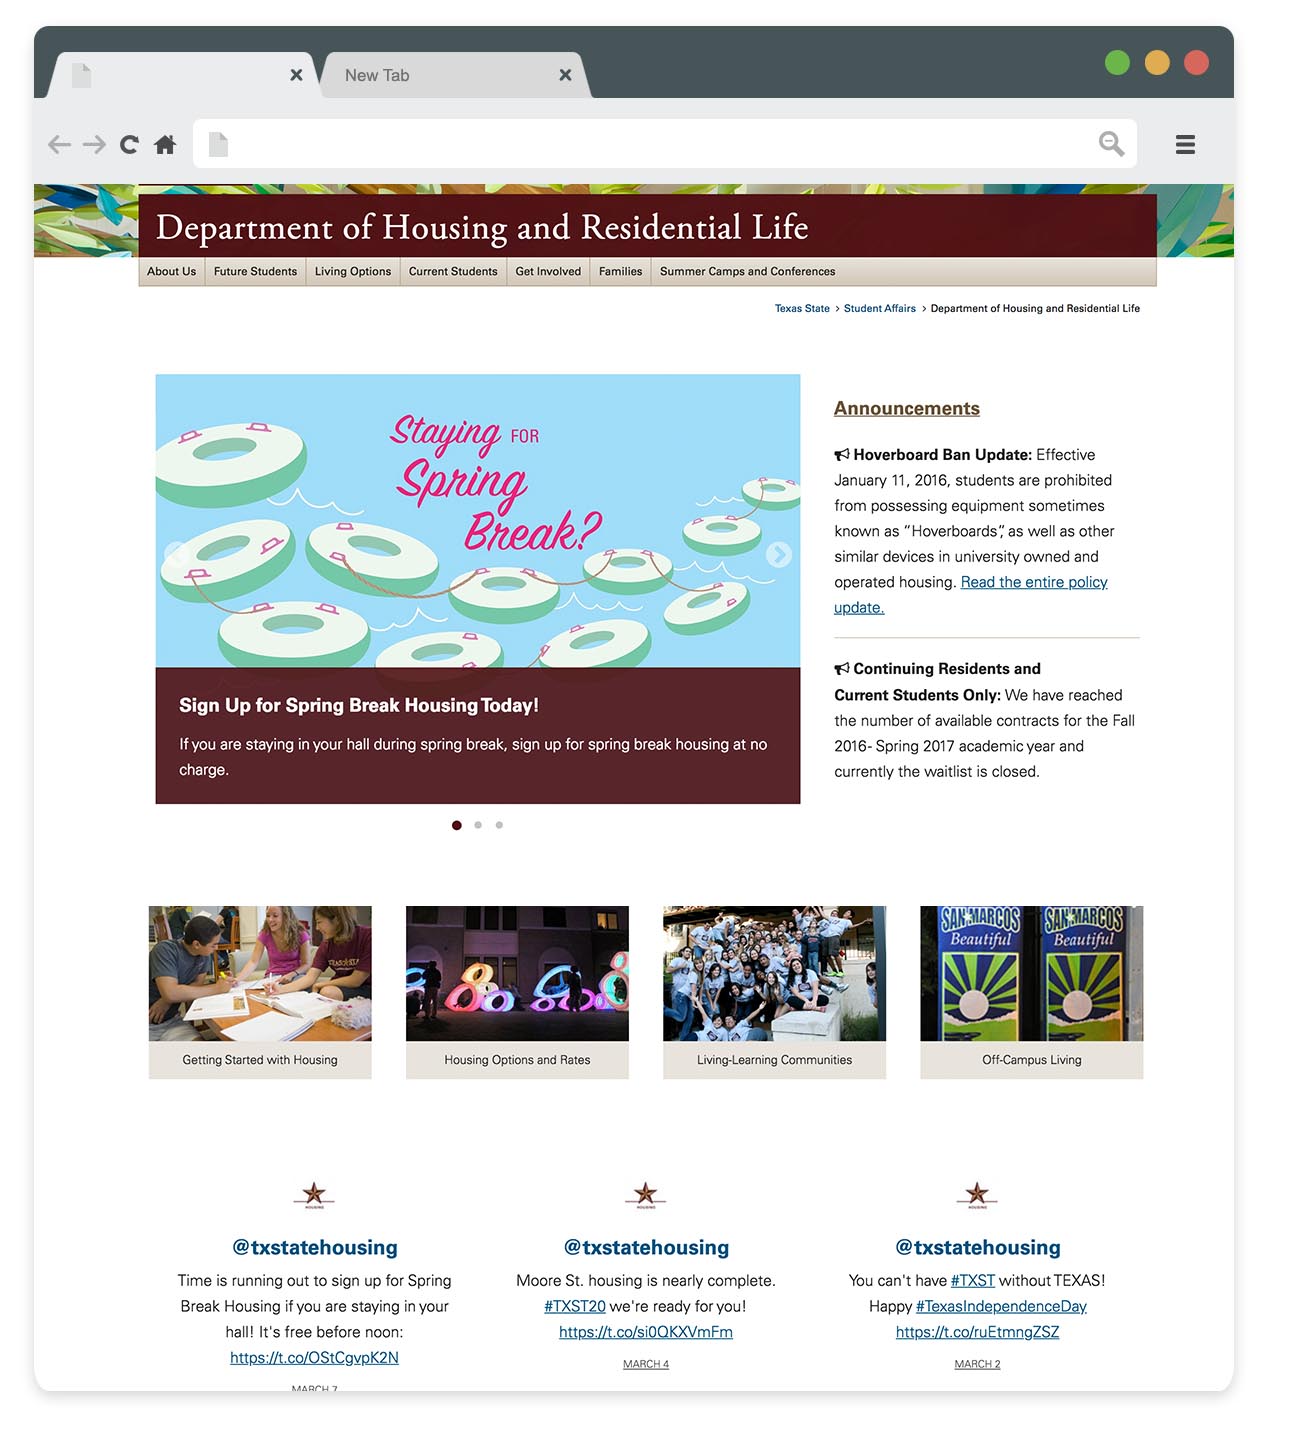 New Tab
Department of Housing and Residential Life
About Us
Future Students
Living Options
Current Students
Get Involved
Families
Summer Camps and Conferences
Texas State > Student Affairs > Department of Housing and Residential Life
Staying FOR
Spring
Break?
Sign Up for Spring Break Housing Today!
If you are staying in your hall during spring break, sign up for spring break housing at no
charge.
Announcements
Hoverboard Ban Update: Effective
January 11, 2016, students are prohibited
from possessing equipment sometimes
known as “Hoverboards”, as well as other
similar devices in university owned and
operated housing. Read the entire policy
update.
Continuing Residents and
Current Students Only: We have reached
the number of available contracts for the Fall
2016- Spring 2017 academic year and
currently the waitlist is closed.
Getting Started with Housing
Housing Options and Rates
Living-Learning Communities
SAN MARCOS
Beautiful
SAN MARCOS
Beautiful
Off-Campus Living
HOUSING
@txstatehousing
Time is running out to sign up for Spring
Break Housing if you are staying in your
hall! It's free before noon:
https://t.co/OStCgvpK2N
MARCH 7
HOUSING
@txstatehousing
Moore St. housing is nearly complete.
#TXST20 we're ready for you!
https://t.co/si0QKXVmFm
MARCH 4
HOUSING
@txstatehousing
You can't have #TXST without TEXAS!
Happy #TexasIndependenceDay
https://t.co/ruEtmngZSZ
MARCH 2